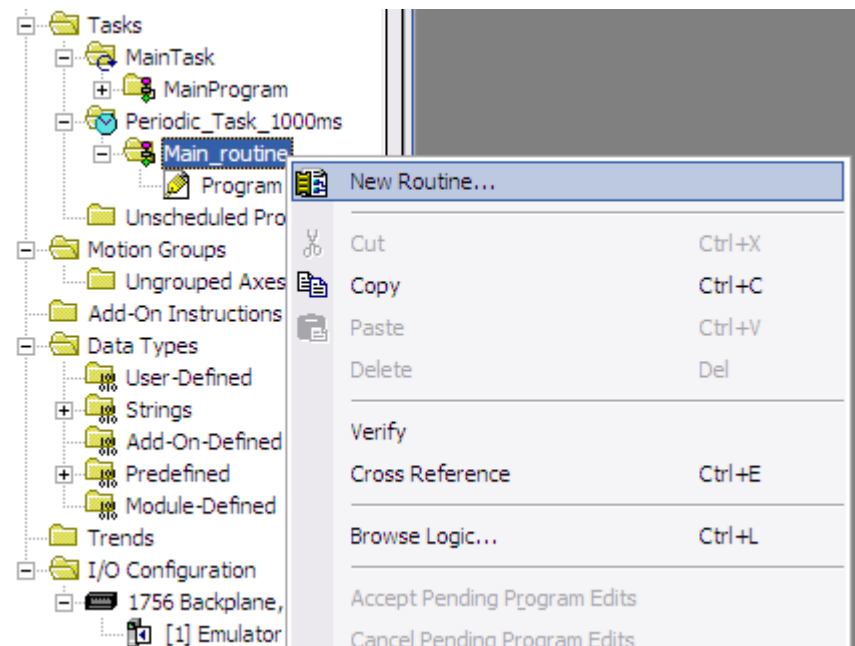 Tasks
MainTask
MainProgram
Periodic_Task_1000ms
Main_routine
Program
Unscheduled Pro
Motion Groups
Ungrouped Axes
Add-On Instructions
Data Types
User-Defined
Strings
Add-On-Defined
Predefined
Module-Defined
Trends
I/O Configuration
1756 Backplane,
[1] Emulator
New Routine...
Cut Ctrl+X
Copy Ctrl+C
Paste Ctrl+V
Delete Del
Verify
Cross Reference Ctrl+E
Browse Logic... Ctrl+L
Accept Pending Program Edits
Cancel Pending Program Edits